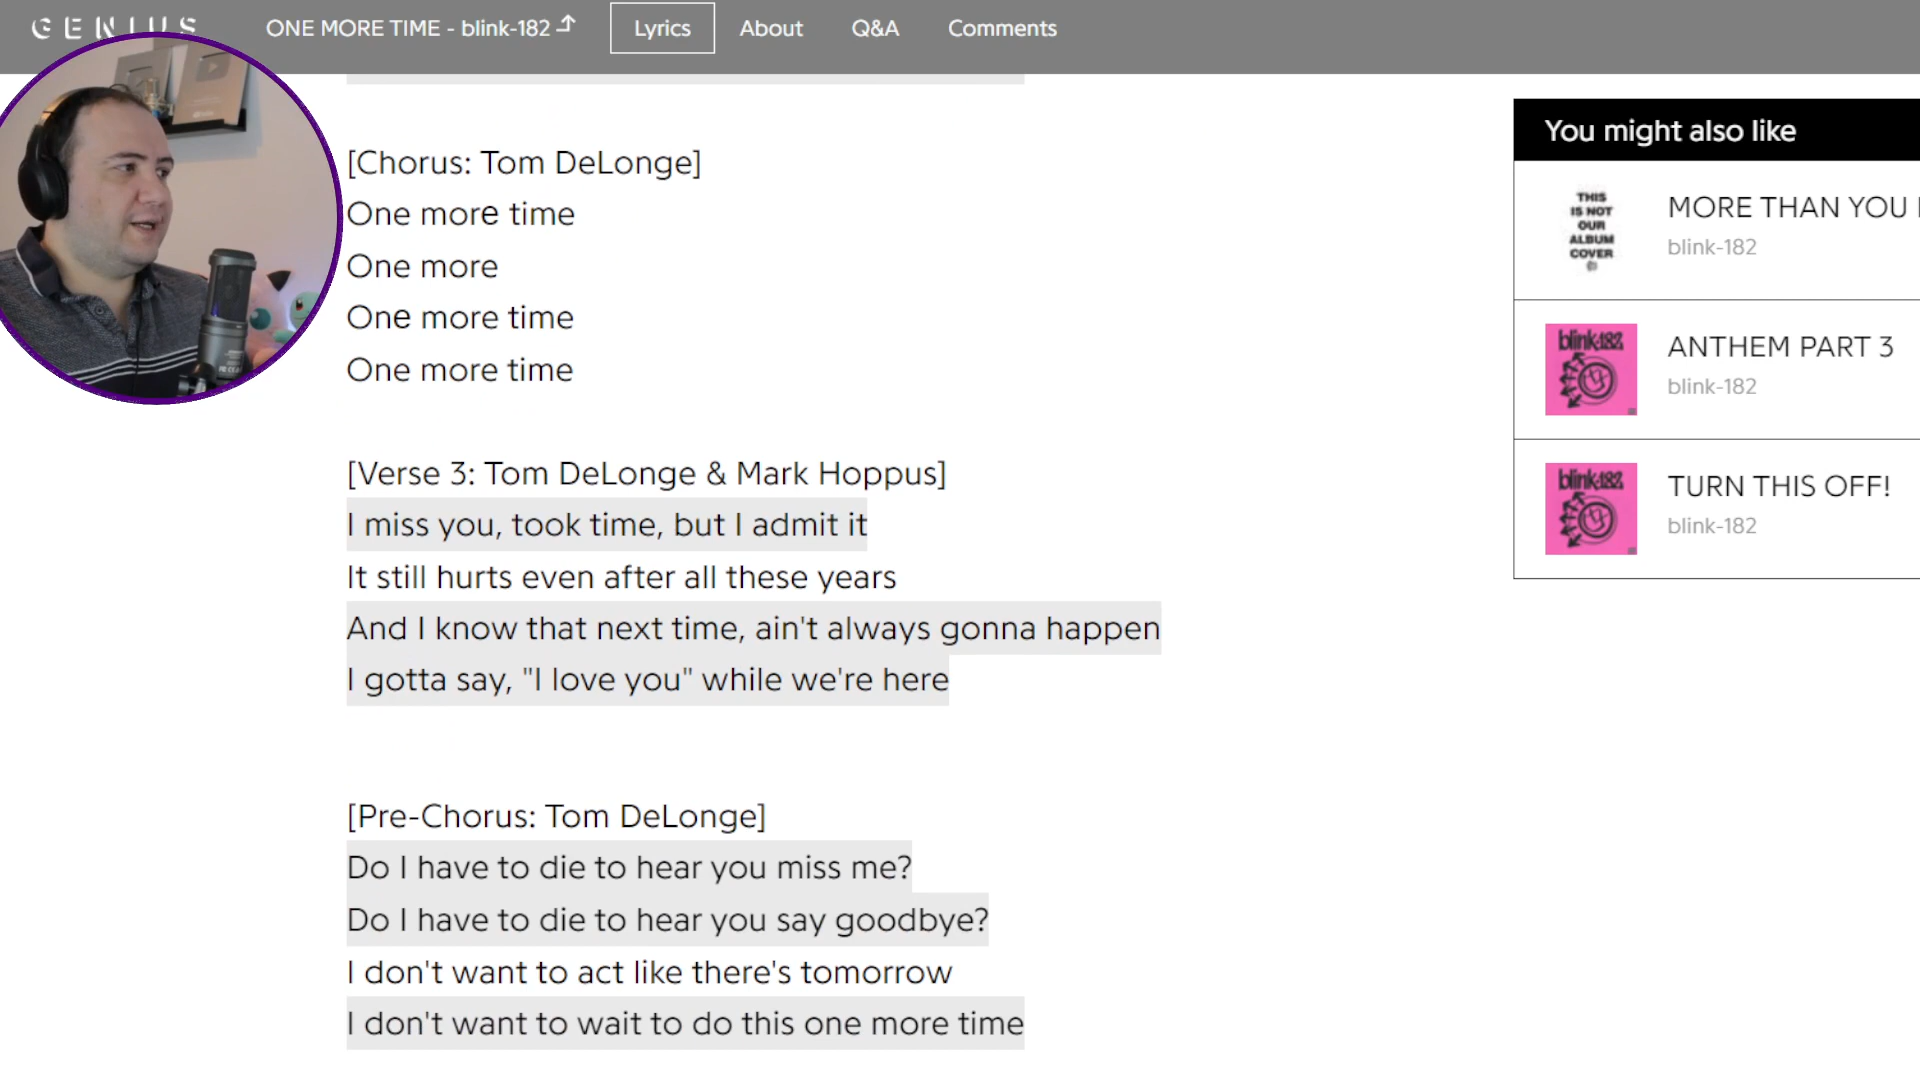 GENIUS
ONE MORE TIME - blink-182
Lyrics
About
Q&A
Comments
[Chorus: Tom DeLonge]
One more time
One more
One more time
One more time
[Verse 3: Tom DeLonge & Mark Hoppus]
I miss you, took time, but I admit it
It still hurts even after all these years
And I know that next time, ain't always gonna happen
I gotta say, "I love you" while we're here
[Pre-Chorus: Tom DeLonge]
Do I have to die to hear you miss me?
Do I have to die to hear you say goodbye?
I don't want to act like there's tomorrow
I don't want to wait to do this one more time
You might also like
THIS
IS NOT
OUR
ALBUM
COVER
MORE THAN YOU
blink-182
blink-182
ANTHEM PART 3
blink-182
blink-182
TURN THIS OFF!
blink-182